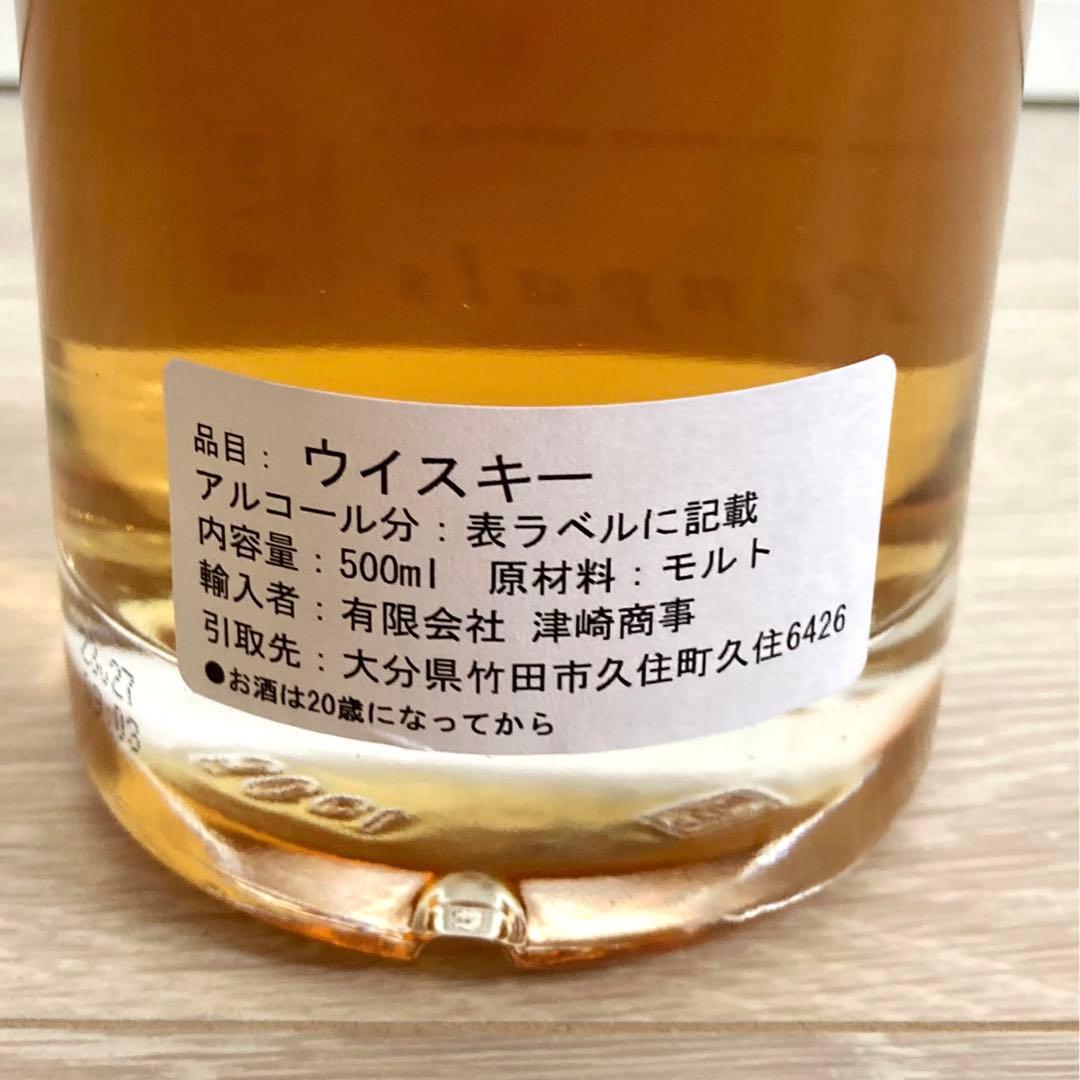 品目： ウイスキー
アルコール分：表ラベルに記載
内容量：500ml 原材料：モルト
輸入者：有限会社 津崎商事
引取先：大分県竹田市久住町久住6426
●お酒は20歳になってから